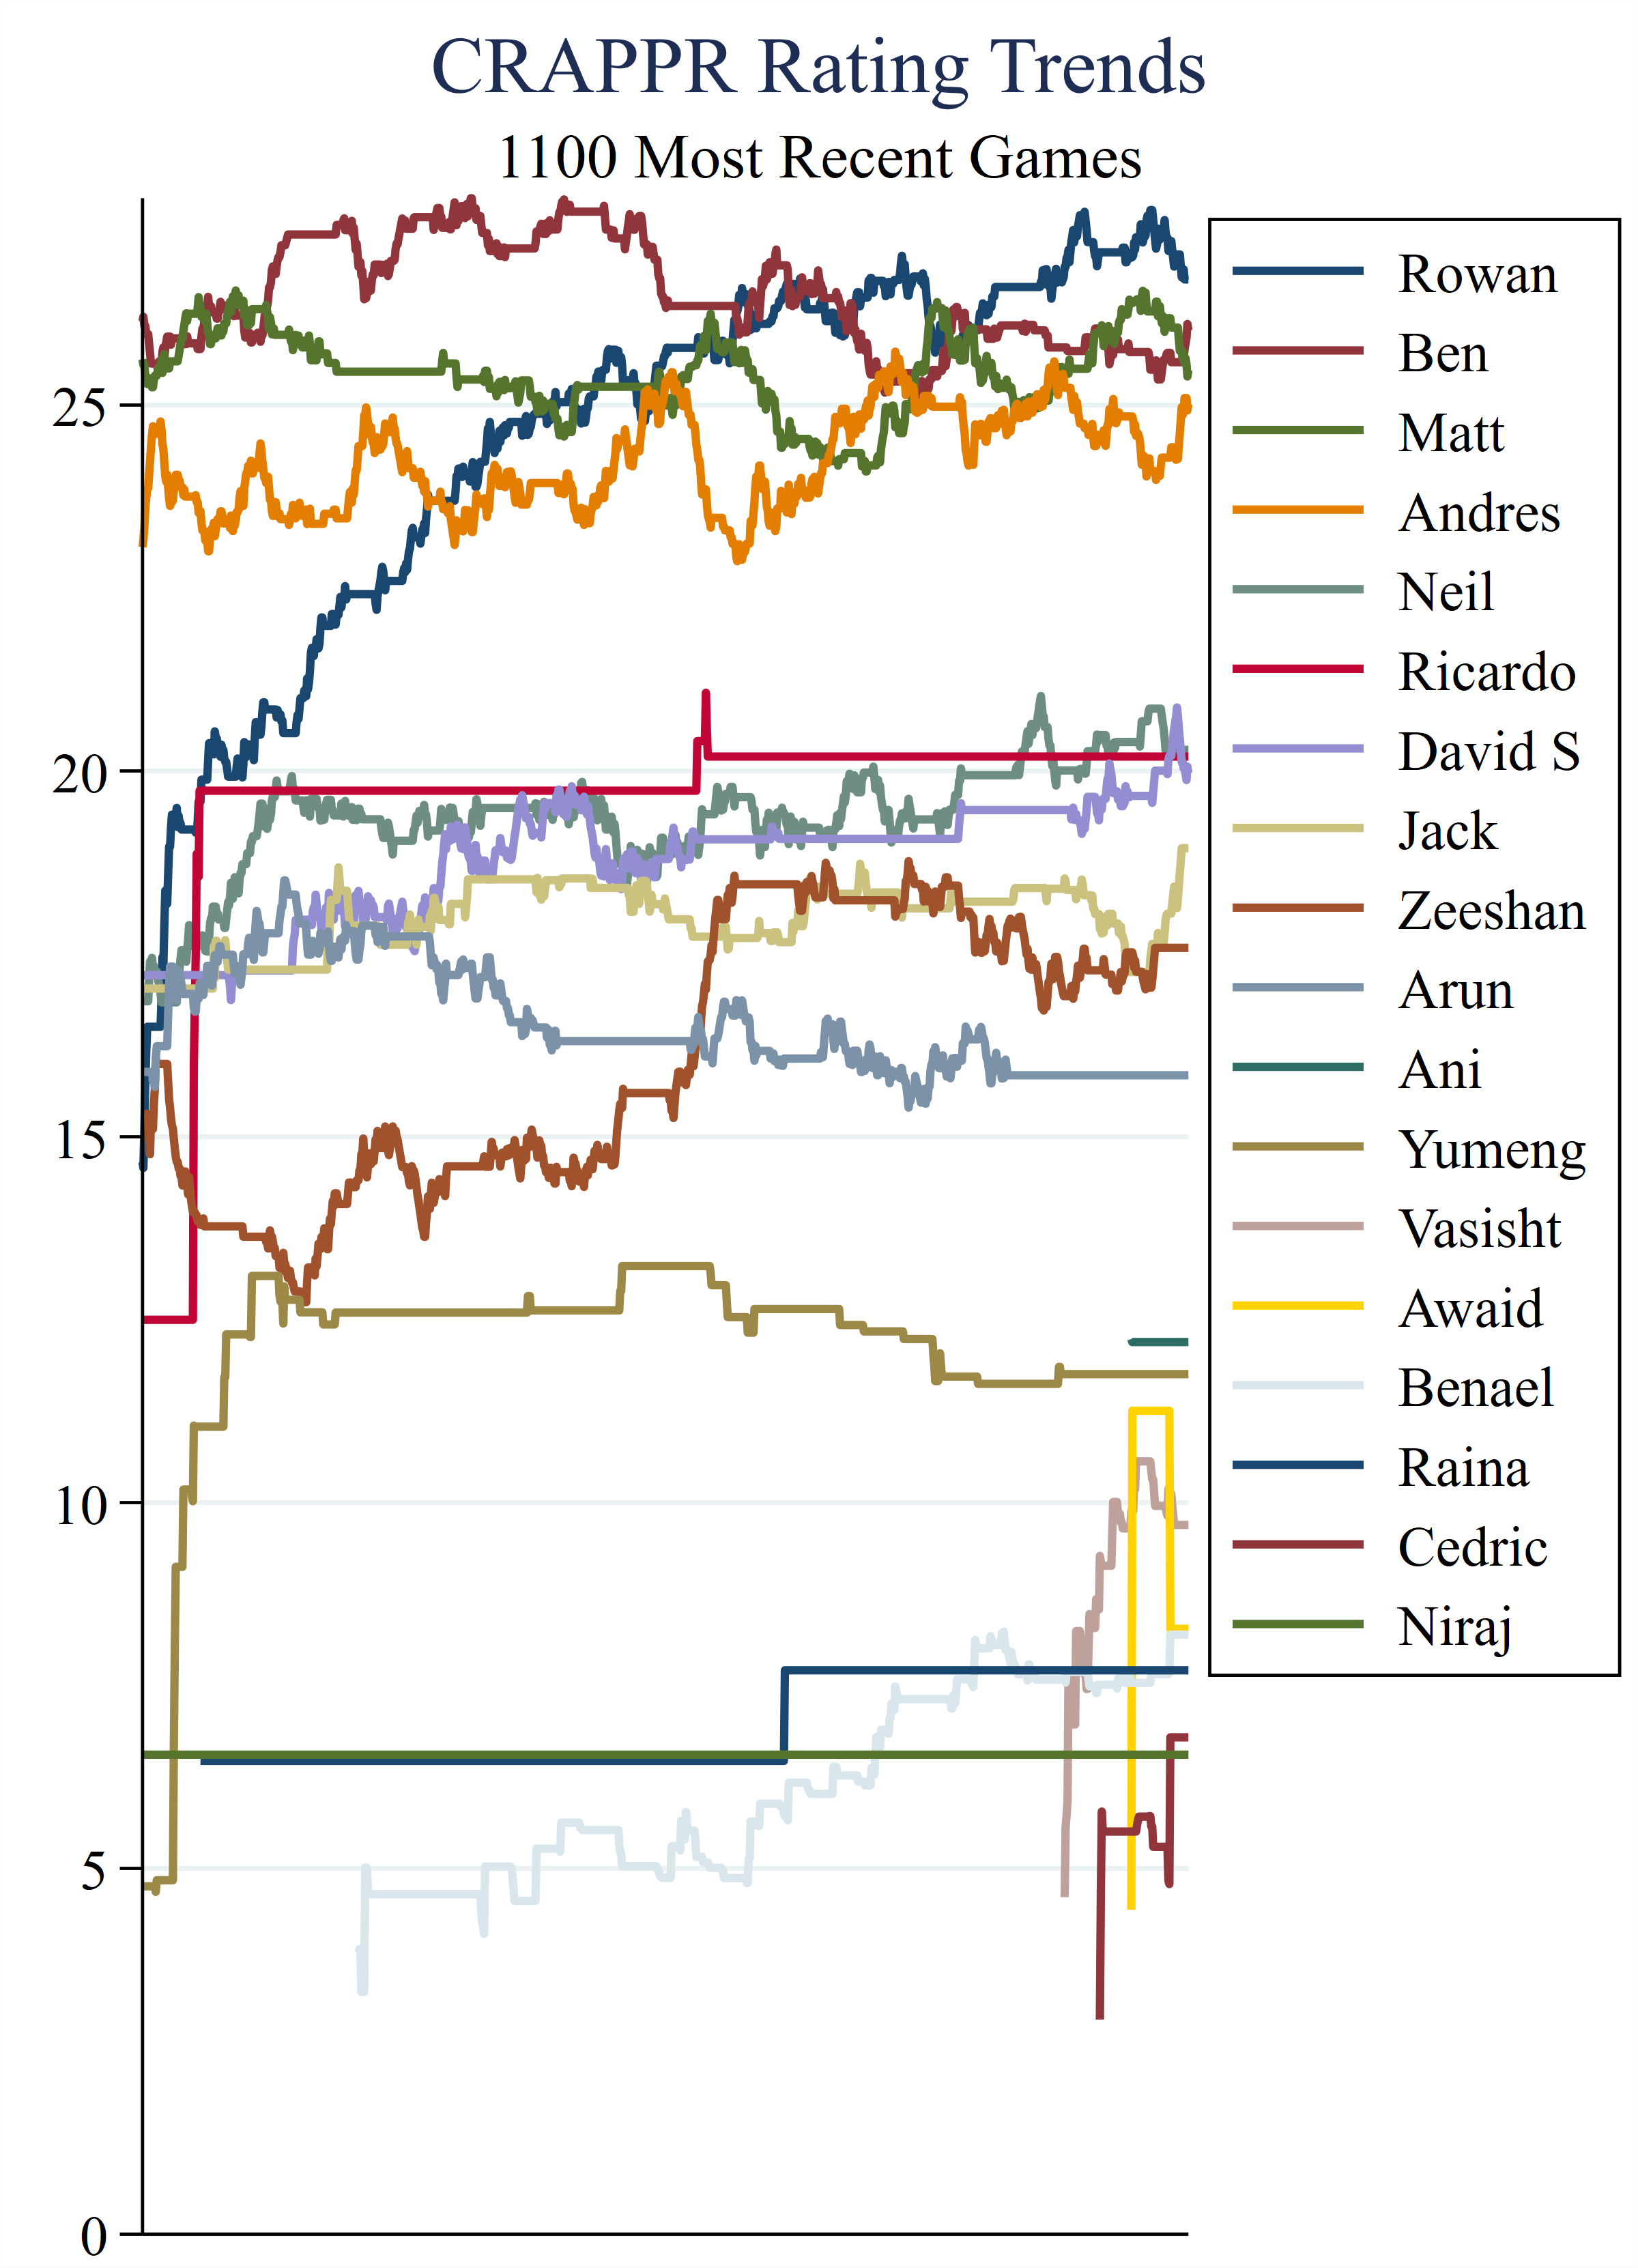 CRAPPR Rating Trends
1100 Most Recent Games
25
20
15
10
5
0
Rowan
Ben
Matt
Andres
Neil
Ricardo
David S
Jack
Zeeshan
Arun
Ani
Yumeng
Vasisht
Awaid
Benael
Raina
Cedric
Niraj